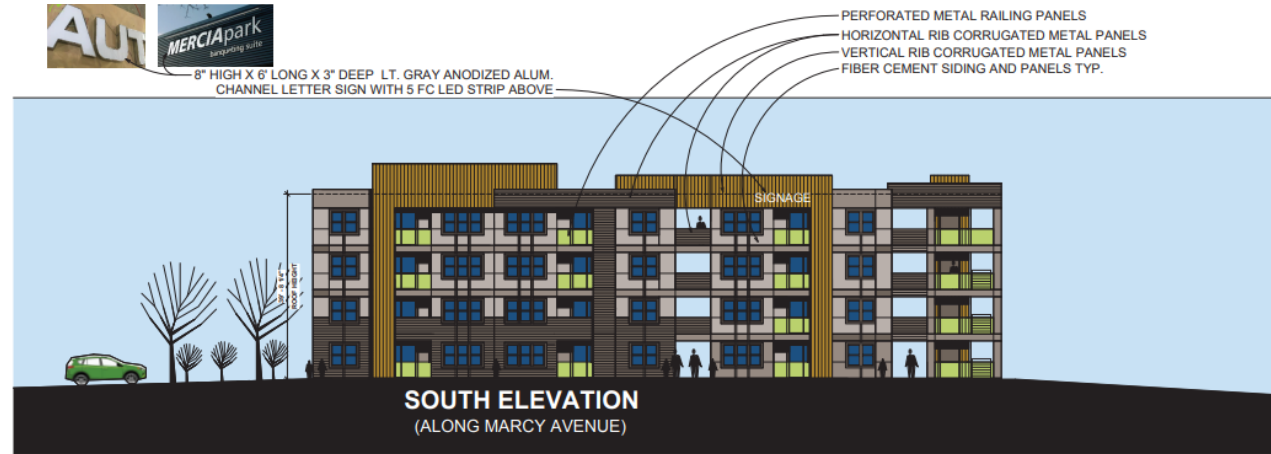 AUT
MERCIApark
banqueting suite
8" HIGH X 6' LONG X 3" DEEP LT. GRAY ANODIZED ALUM.
CHANNEL LETTER SIGN WITH 5 FC LED STRIP ABOVE
PERFORATED METAL RAILING PANELS
HORIZONTAL RIB CORRUGATED METAL PANELS
VERTICAL RIB CORRUGATED METAL PANELS
FIBER CEMENT SIDING AND PANELS TYP.
SIGNAGE
ROOF HEIGHT
SOUTH ELEVATION
(ALONG MARCY AVENUE)